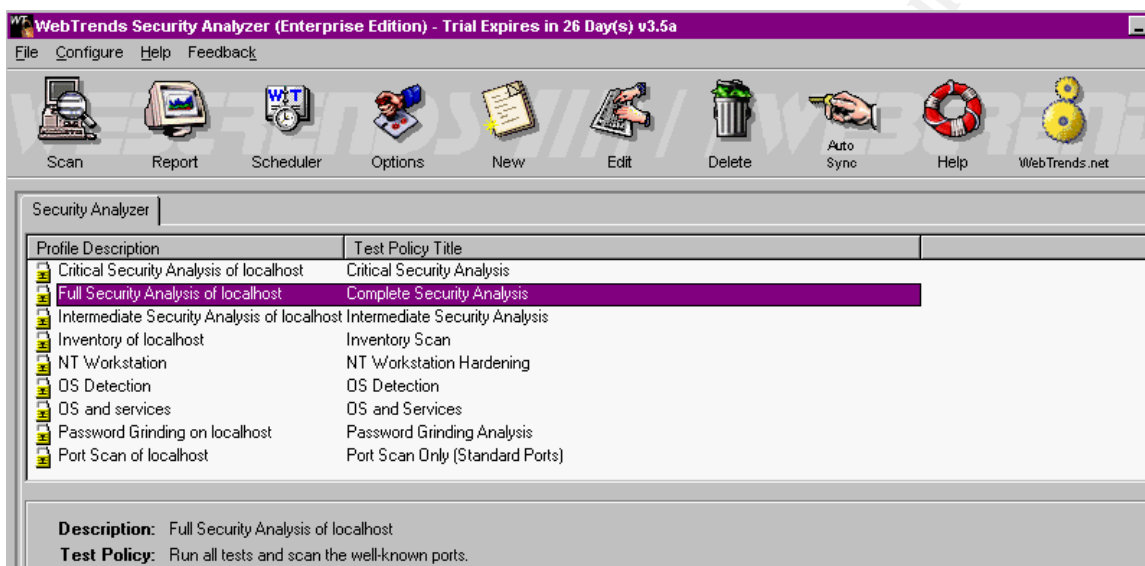 WebTrends Security Analyzer (Enterprise Edition) - Trial Expires in 26 Day(s) v3.5a
File Configure Help Feedback
Scan Report Scheduler Options New Edit Delete Auto Sync Help WebTrends.net
Security Analyzer
Profile Description Test Policy Title
Critical Security Analysis of localhost Critical Security Analysis
Full Security Analysis of localhost Complete Security Analysis
Intermediate Security Analysis of localhost Intermediate Security Analysis
Inventory of localhost Inventory Scan
NT Workstation NT Workstation Hardening
OS Detection OS Detection
OS and services OS and Services
Password Grinding on localhost Password Grinding Analysis
Port Scan of localhost Port Scan Only (Standard Ports)
Description: Full Security Analysis of localhost
Test Policy: Run all tests and scan the well-known ports.